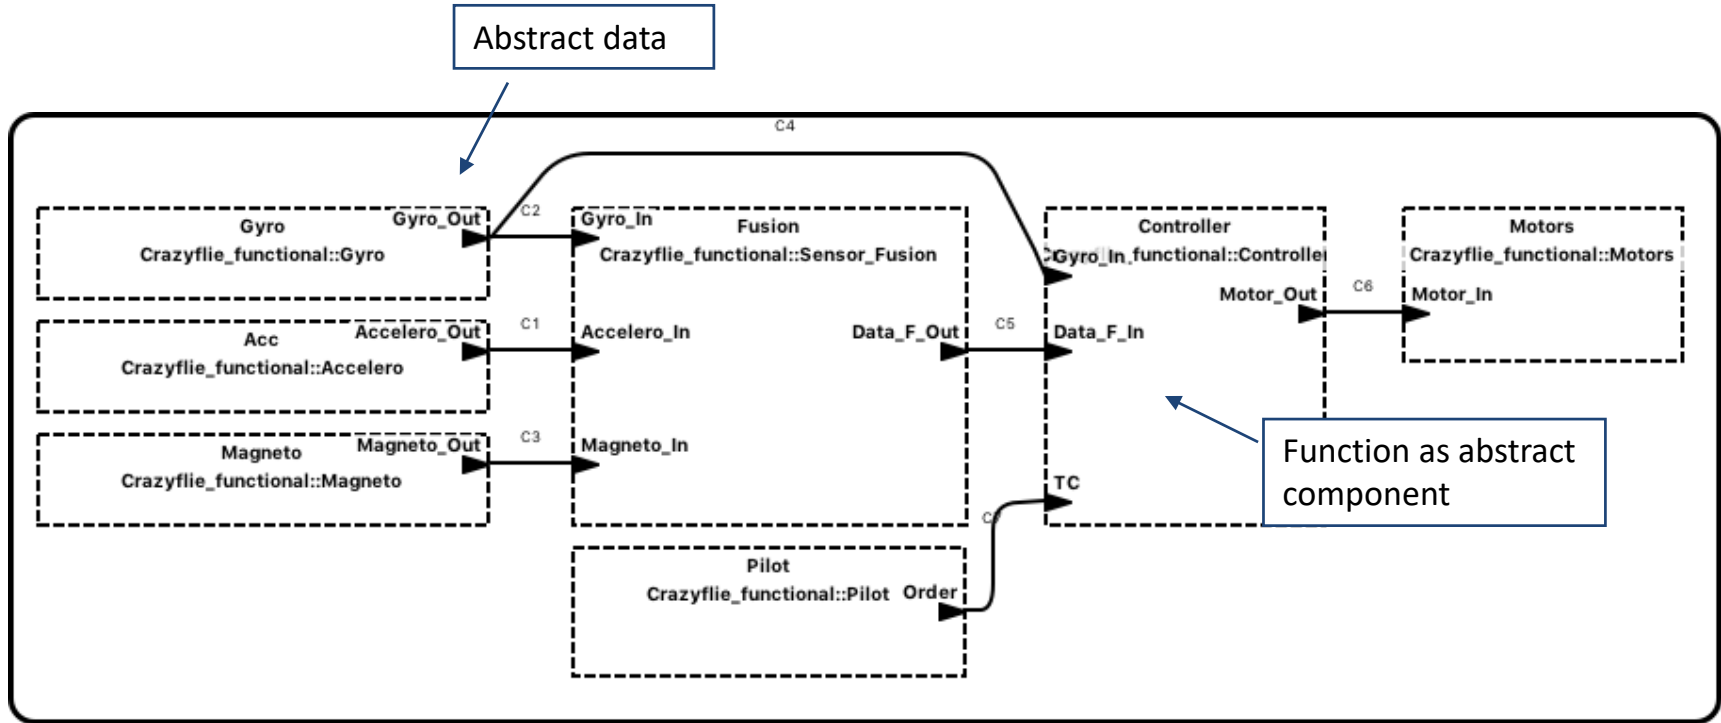 Abstract data
C4
Gyro
Crazyflie_functional::Gyro
Gyro_Out
C2
Gyro_In
Fusion
Crazyflie_functional::Sensor_Fusion
Controller
Gyro_In
_functional::Controller
Motors
Crazyflie_functional::Motors
Motor_Out
C6
Motor_In
Acc
Crazyflie_functional::Accelero
Accelero_Out
C1
Accelero_In
Data_F_Out
C5
Data_F_In
Magneto
Crazyflie_functional::Magneto
Magneto_Out
C3
Magneto_In
Function as abstract
component
TC
Pilot
Crazyflie_functional::Pilot
Order